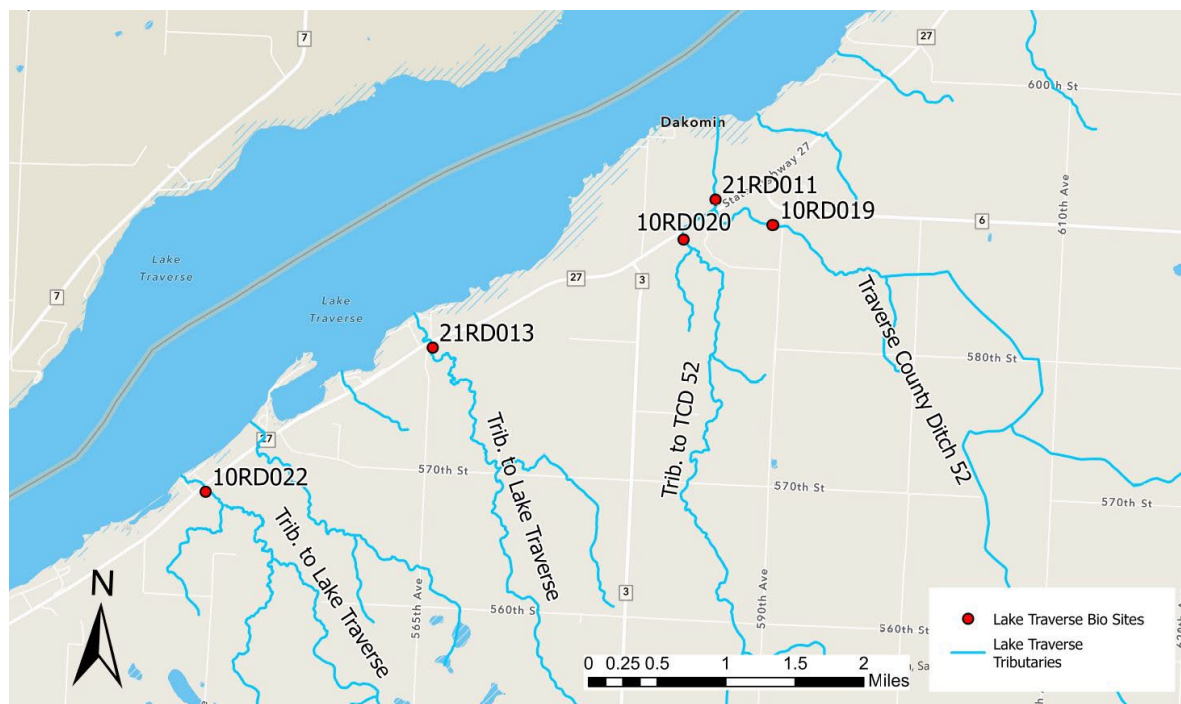 7
27
600th St
Dakomin
21RD011
State Highway 27
10RD019
10RD020
6
610th Ave
Lake
Traverse
7
27
3
Lake
Traverse
21RD013
Traverse County Ditch 52
580th St
Trib. to TCD 52
27
570th St
Trib. to Lake Traverse
570th St
570th St
10RD022
Trib. to Lake Traverse
N
565th Ave
560th St
3
590th Ave
560th St
Lake Traverse Bio Sites
Lake Traverse
Tributaries
0 0.25 0.5 1 1.5 2
Miles